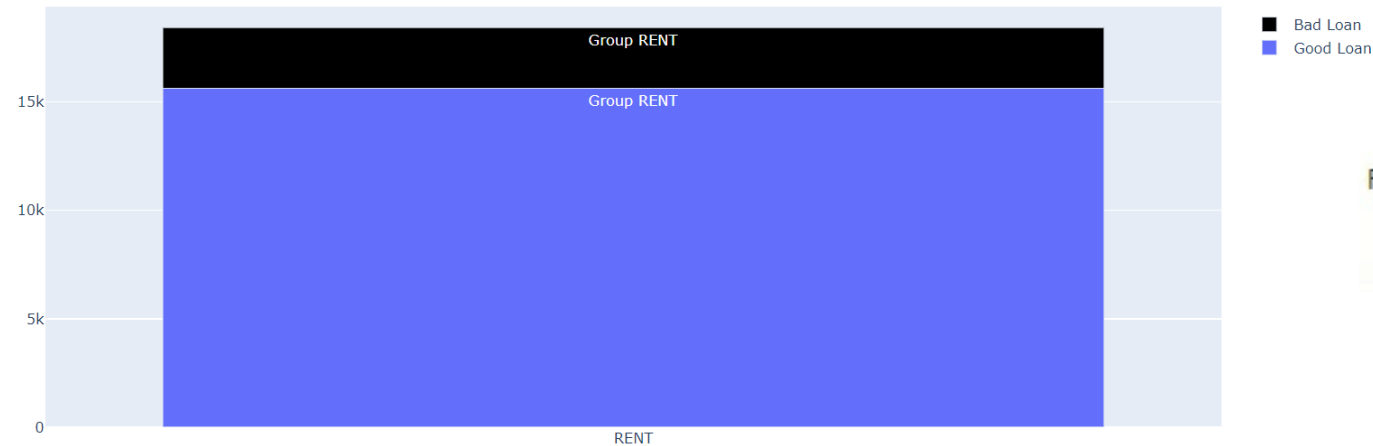 Bad Loan
Good Loan
Group RENT
Group RENT
15k
10k
5k
0
RENT